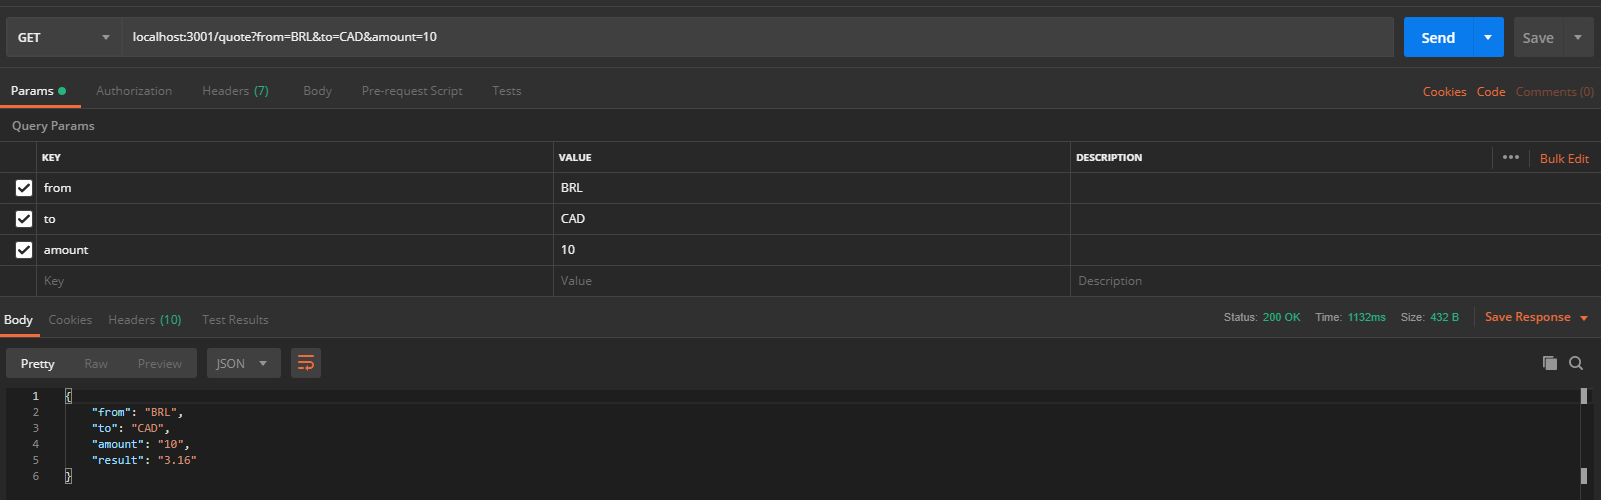 GET localhost:3001/quote?from=BRL&to=CAD&amount=10 Send Save
Params Authorization Headers (7) Body Pre-request Script Tests Cookies Code Comments (0)
Query Params
KEY VALUE DESCRIPTION ••• Bulk Edit
from BRL
to CAD
amount 10
Key Value Description
Body Cookies Headers (10) Test Results Status: 200 OK Time: 1132ms Size: 432 B Save Response
Pretty Raw Preview JSON
1 {
2 "from": "BRL",
3 "to": "CAD",
4 "amount": "10",
5 "result": "3.16"
6 }